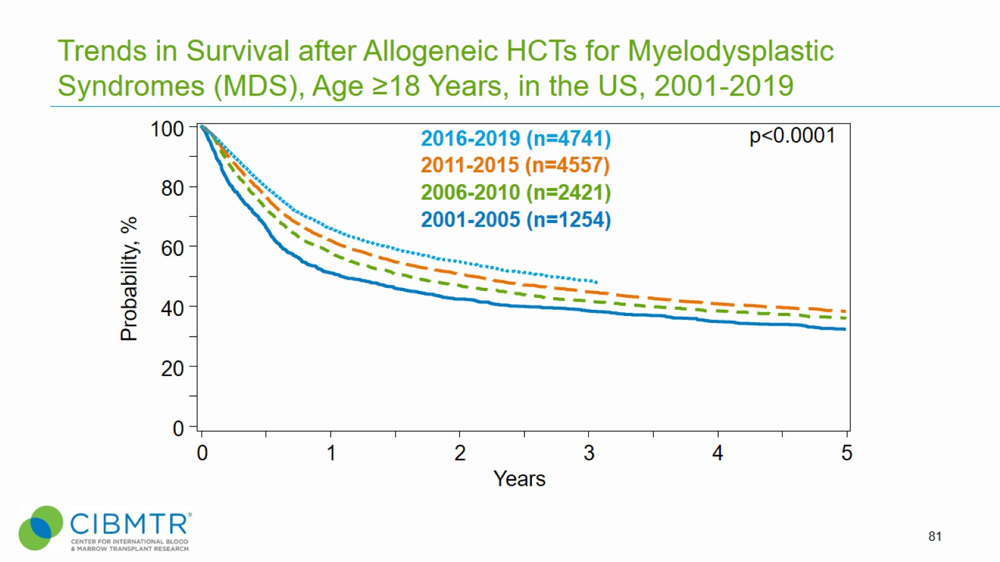 Trends in Survival after Allogeneic HCTs for Myelodysplastic
Syndromes (MDS), Age ≥18 Years, in the US, 2001-2019
100
80
60
40
20
0
Probability, %
2016-2019 (n=4741)
2011-2015 (n=4557)
2006-2010 (n=2421)
2001-2005 (n=1254)
p<0.0001
0 1 2 3 4 5
Years
CIBMTR®
CENTER FOR INTERNATIONAL BLOOD
& MARROW TRANSPLANT RESEARCH
81